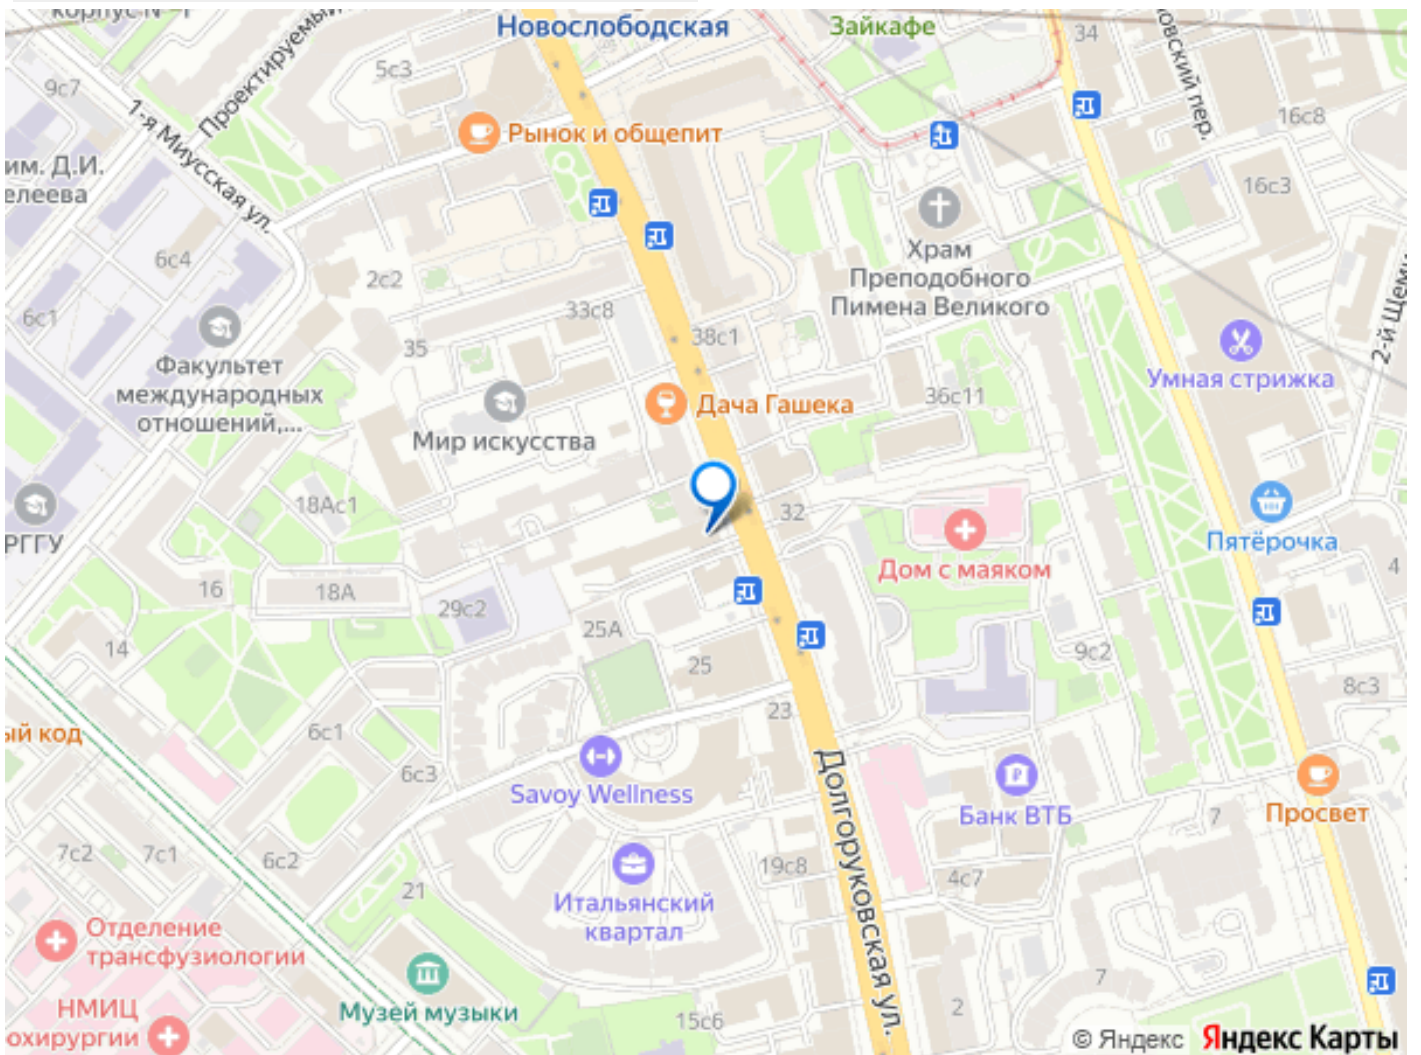 Новослободская
Зайкафе
34
5с3
9с7
Проектируемый
1-я Миусская ул.
Рынок и общепит
16с8
16с3
им. Д.И.
елеева
6с4
2с2
6с1
33с8
38с1
35
Храм
Преподобного
Пимена Великого
Факультет
международных
отношений,...
Умная стрижка
Дача Гашека
36с11
Мир искусства
18Ас1
32
РГГУ
Дом с маяком
Пятёрочка
4
16
18А
29с2
25А
14
25
9с2
8с3
23
6с1
ый код
6с3
Savoy Wellness
Долгоруковская ул.
Банк ВТБ
7
Просвет
7с2
7с1
6с2
21
19с8
4с7
Итальянский
квартал
Отделение
трансфузиологии
Музей музыки
НМИЦ
охирургии
15с6
2
7
© Яндекс Яндекс Карты